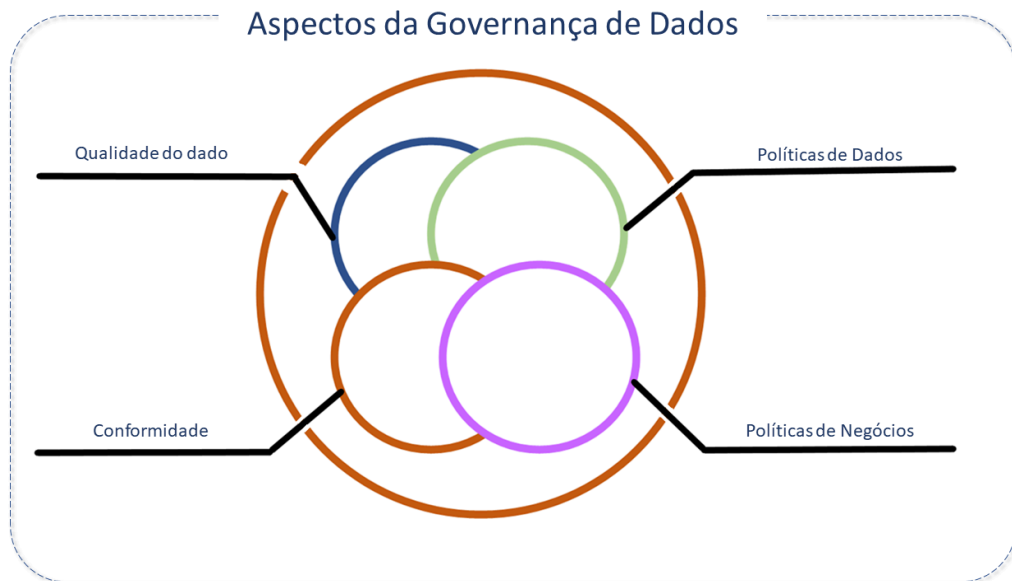 Aspectos da Governança de Dados
Qualidade do dado
Políticas de Dados
Conformidade
Políticas de Negócios